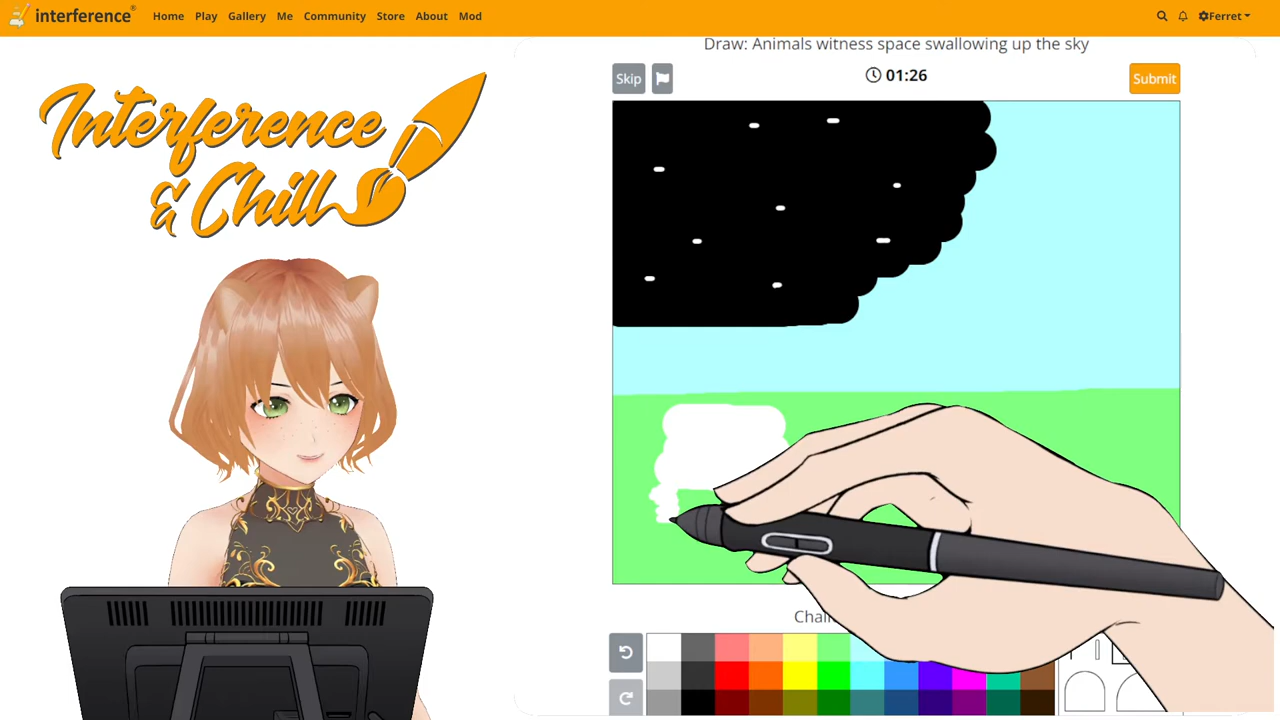 interference®
Home Play Gallery Me Community Store About Mod
Ferret
Draw: Animals witness space swallowing up the sky
Skip
01:26
Submit
Interference
& Chill